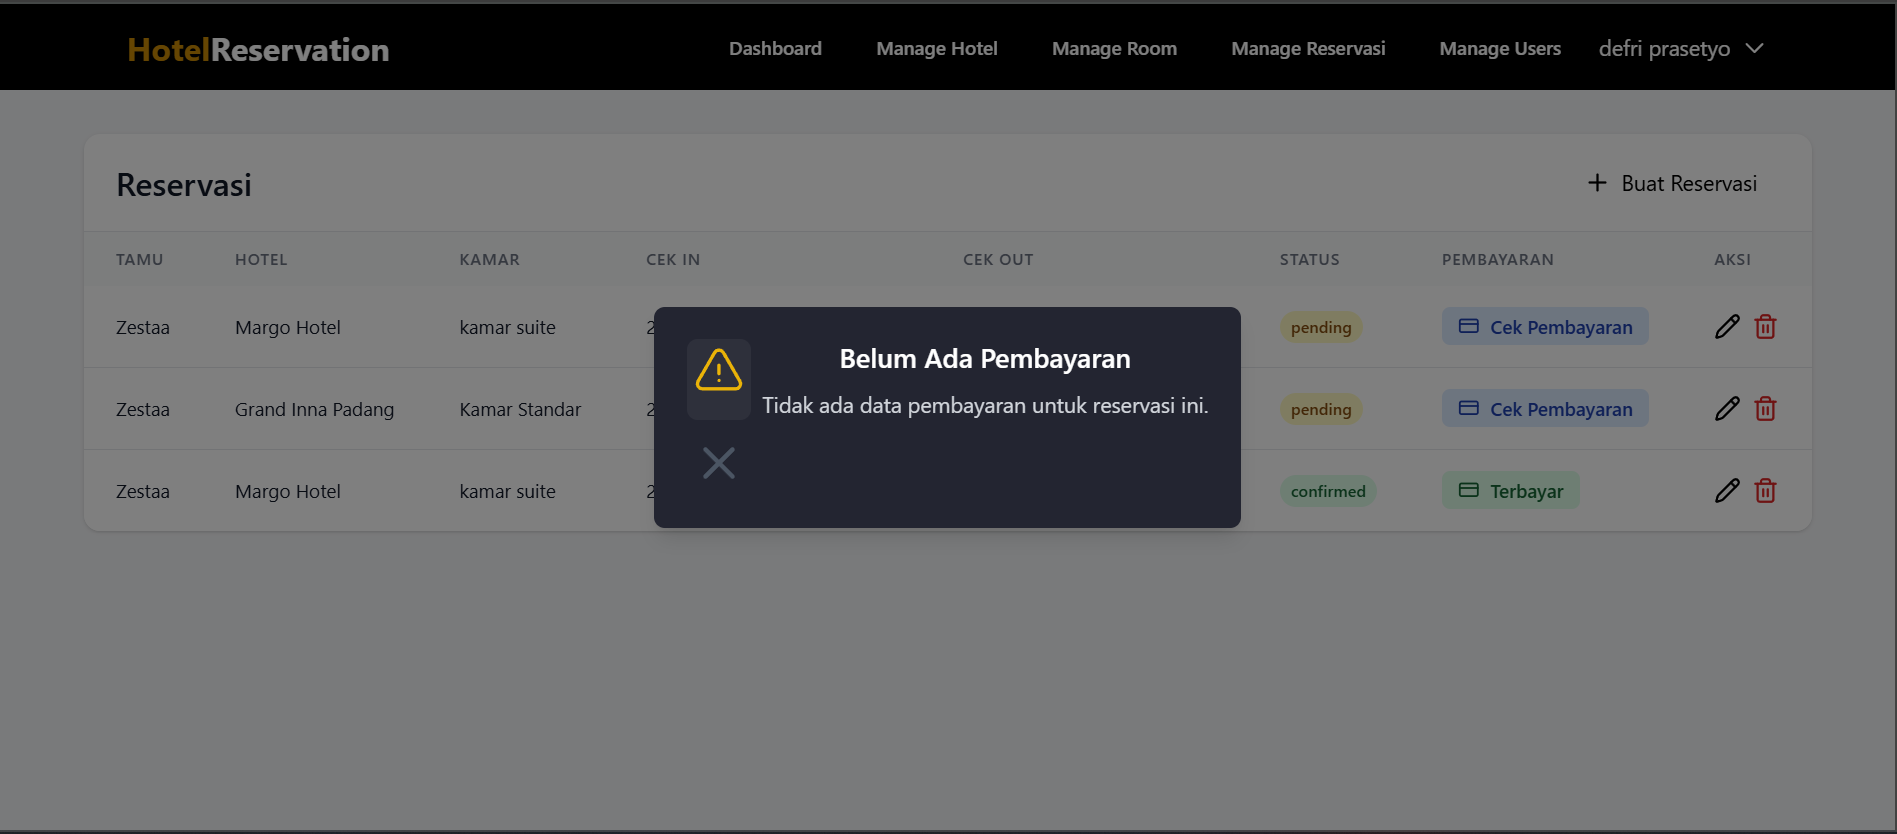 HotelReservation Dashboard Manage Hotel Manage Room Manage Reservasi Manage Users defri prasetyo
Reservasi + Buat Reservasi
TAMU HOTEL KAMAR CEK IN CEK OUT STATUS PEMBAYARAN AKSI
Zestaa Margo Hotel kamar suite 2 pending Cek Pembayaran
Belum Ada Pembayaran
Tidak ada data pembayaran untuk reservasi ini.
Zestaa Grand Inna Padang Kamar Standar 2 pending Cek Pembayaran
Zestaa Margo Hotel kamar suite 2 confirmed Terbayar